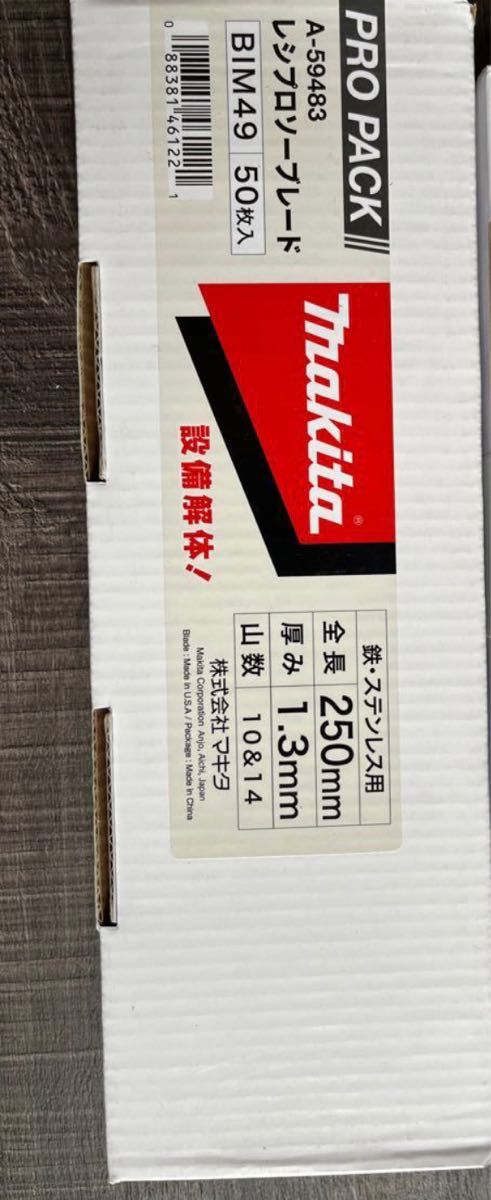 PRO PACK
A-59483
レシプロソーブレード
BIM49 50枚入
0 88381 46122 1
makita®
設備解体!
鉄・ステンレス用
全長 250mm
厚み 1.3mm
山数 10&14
株式会社マキタ
Makita Corporation Anjo, Aichi, Japan
Blade : Made in U.S.A / Package : Made in China